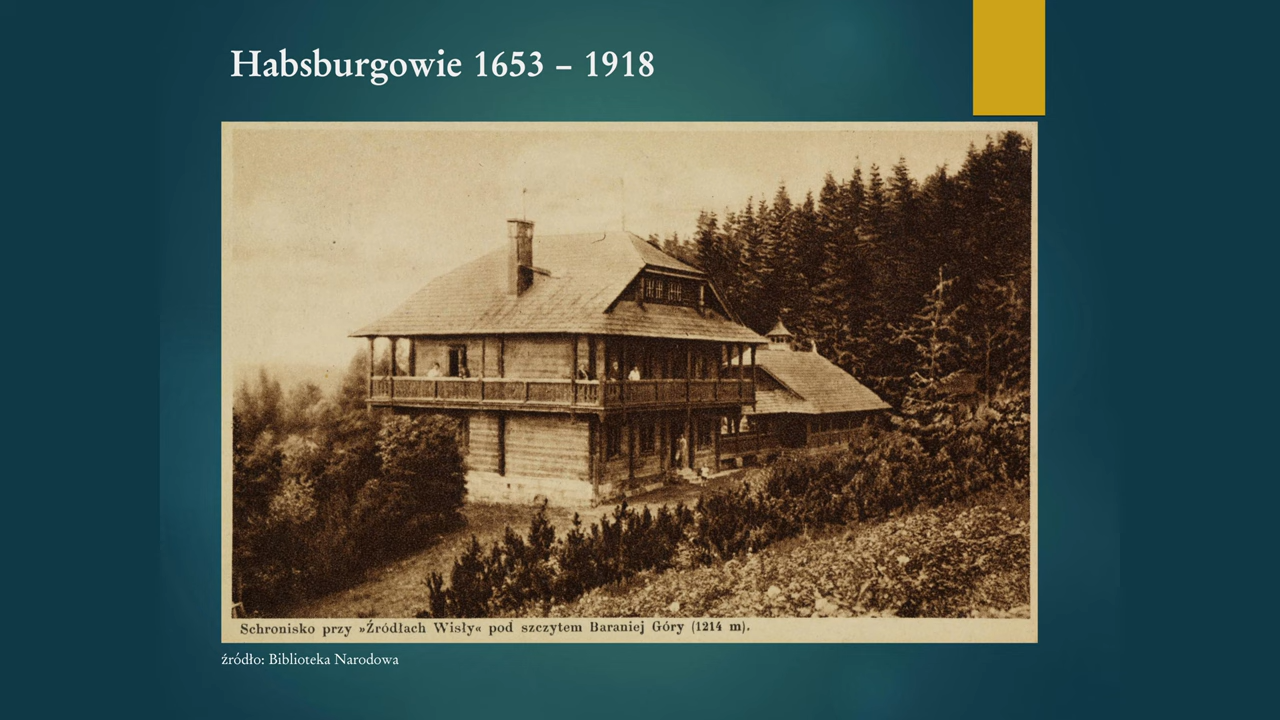 Habsburgowie 1653 – 1918
Schronisko przy »Źródłach Wisły« pod szczytem Baraniej Góry (1214 m).
źródło: Biblioteka Narodowa